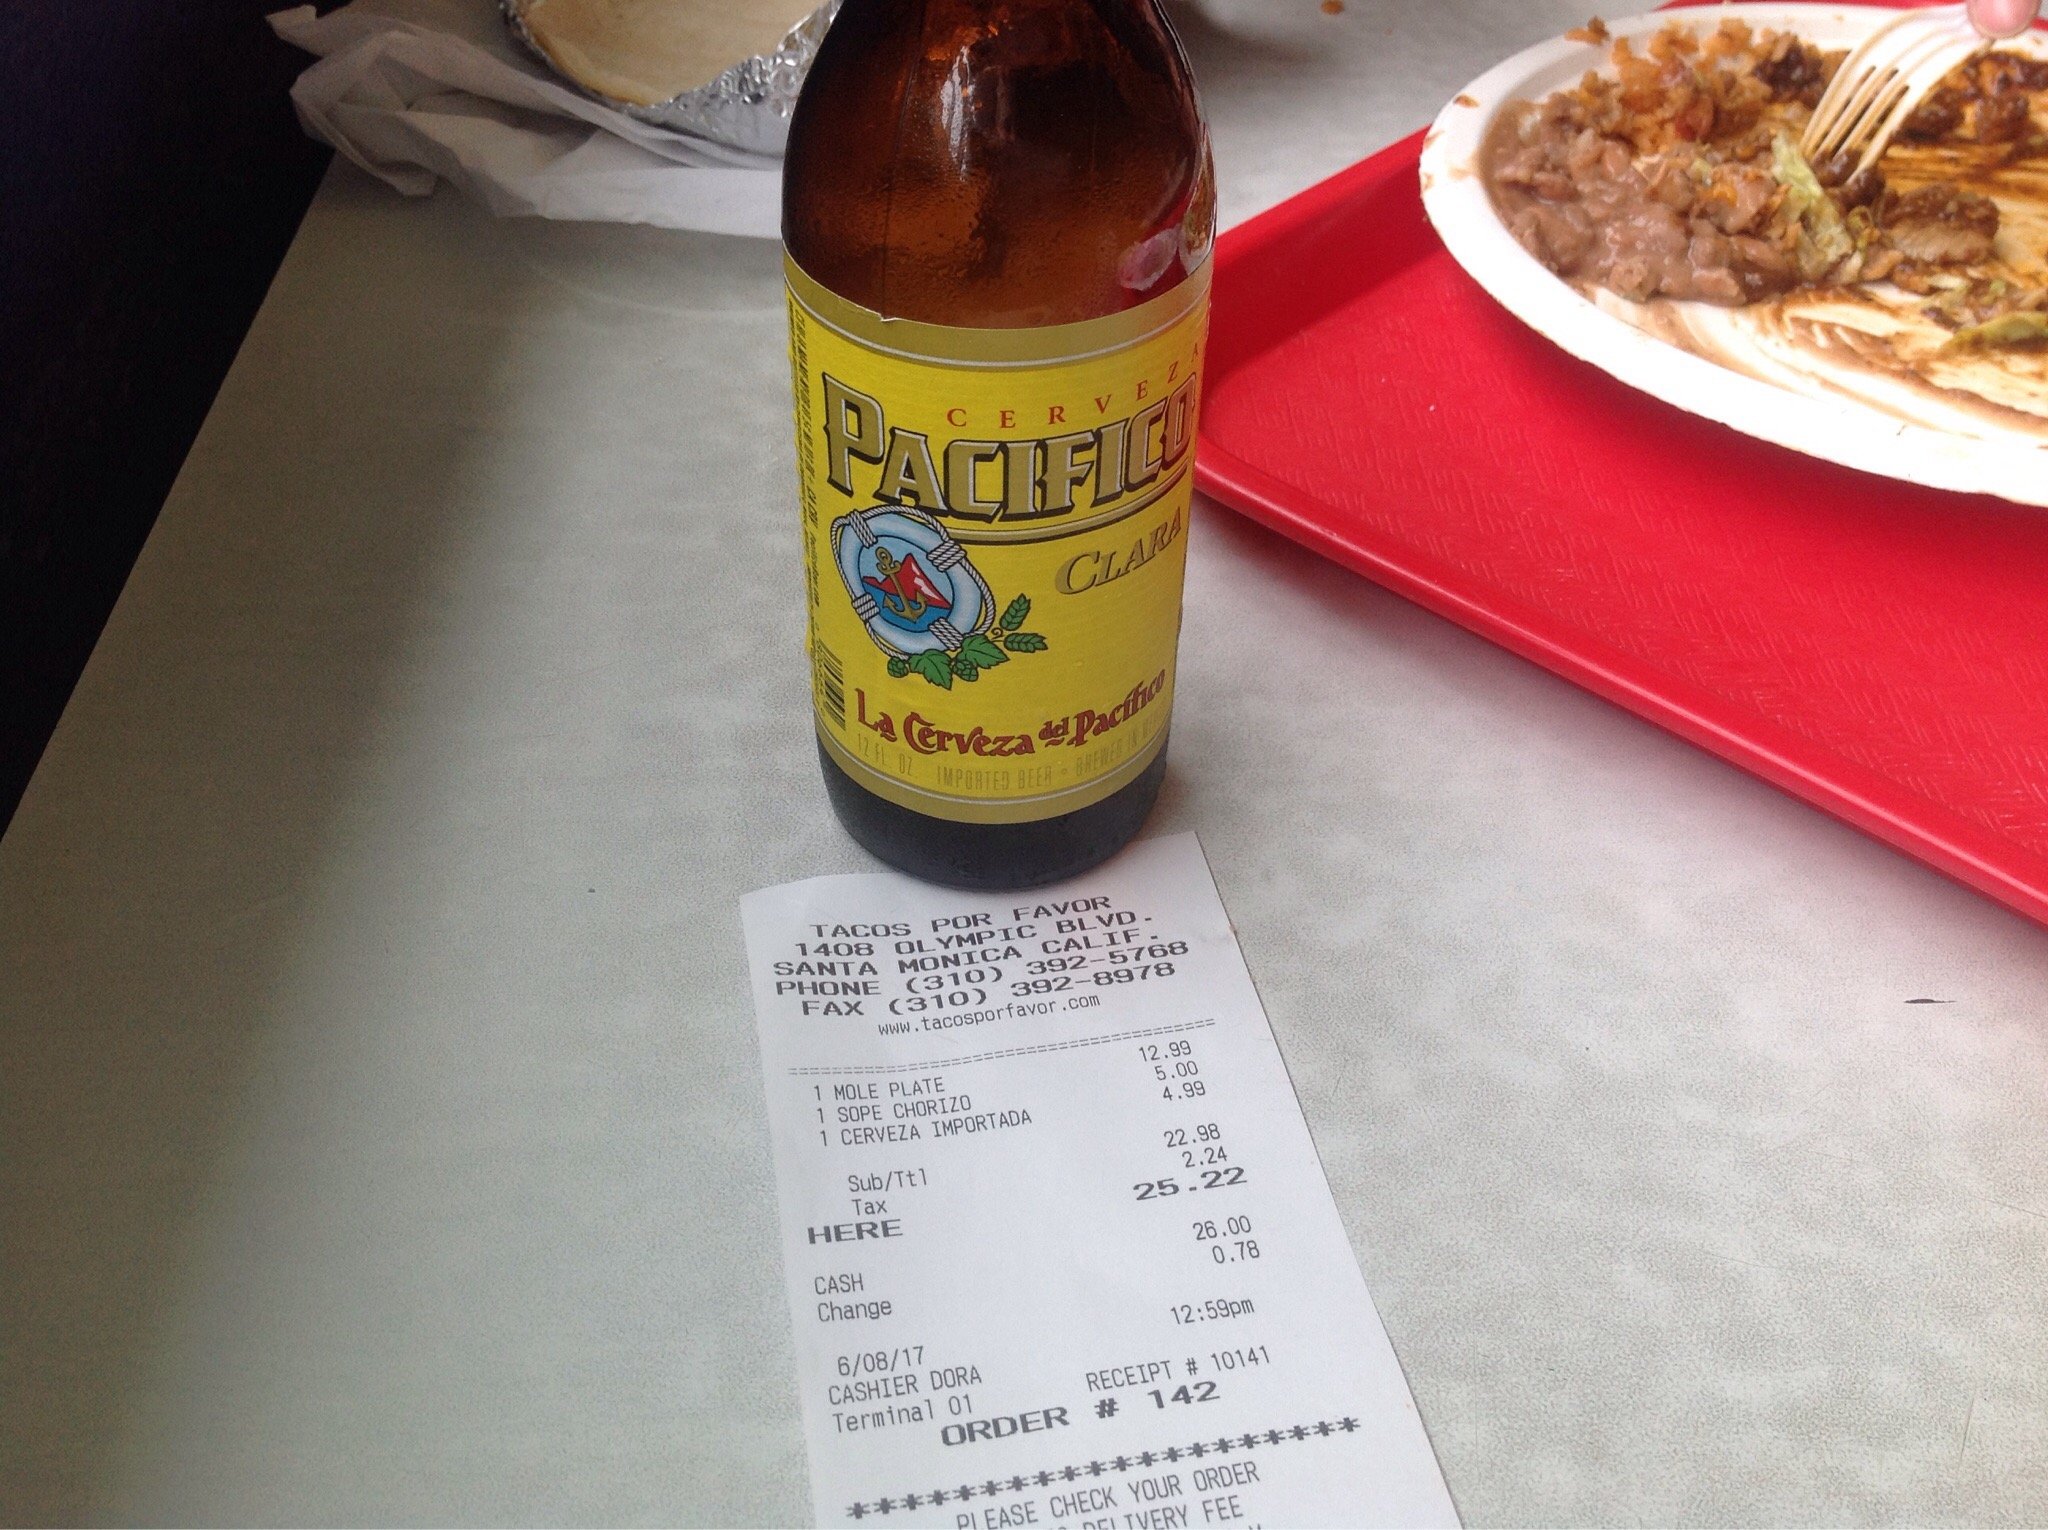 CERVEZA
PACIFICO
CLARA
La Cerveza del Pacífico
12 FL. OZ IMPORTED BEER • BREWED IN
TACOS POR FAVOR
1408 OLYMPIC BLVD.
SANTA MONICA CALIF.
PHONE (310) 392-5768
FAX (310) 392-8978
www.tacosporfavor.com
==================================
1 MOLE PLATE 12.99
1 SOPE CHORIZO 5.00
1 CERVEZA IMPORTADA 4.99
Sub/Ttl 22.98
Tax 2.24
HERE 25.22
CASH 26.00
Change 0.78
6/08/17 12:59pm
CASHIER DORA
Terminal 01 RECEIPT # 10141
ORDER # 142
********************
PLEASE CHECK YOUR ORDER
DELIVERY FEE